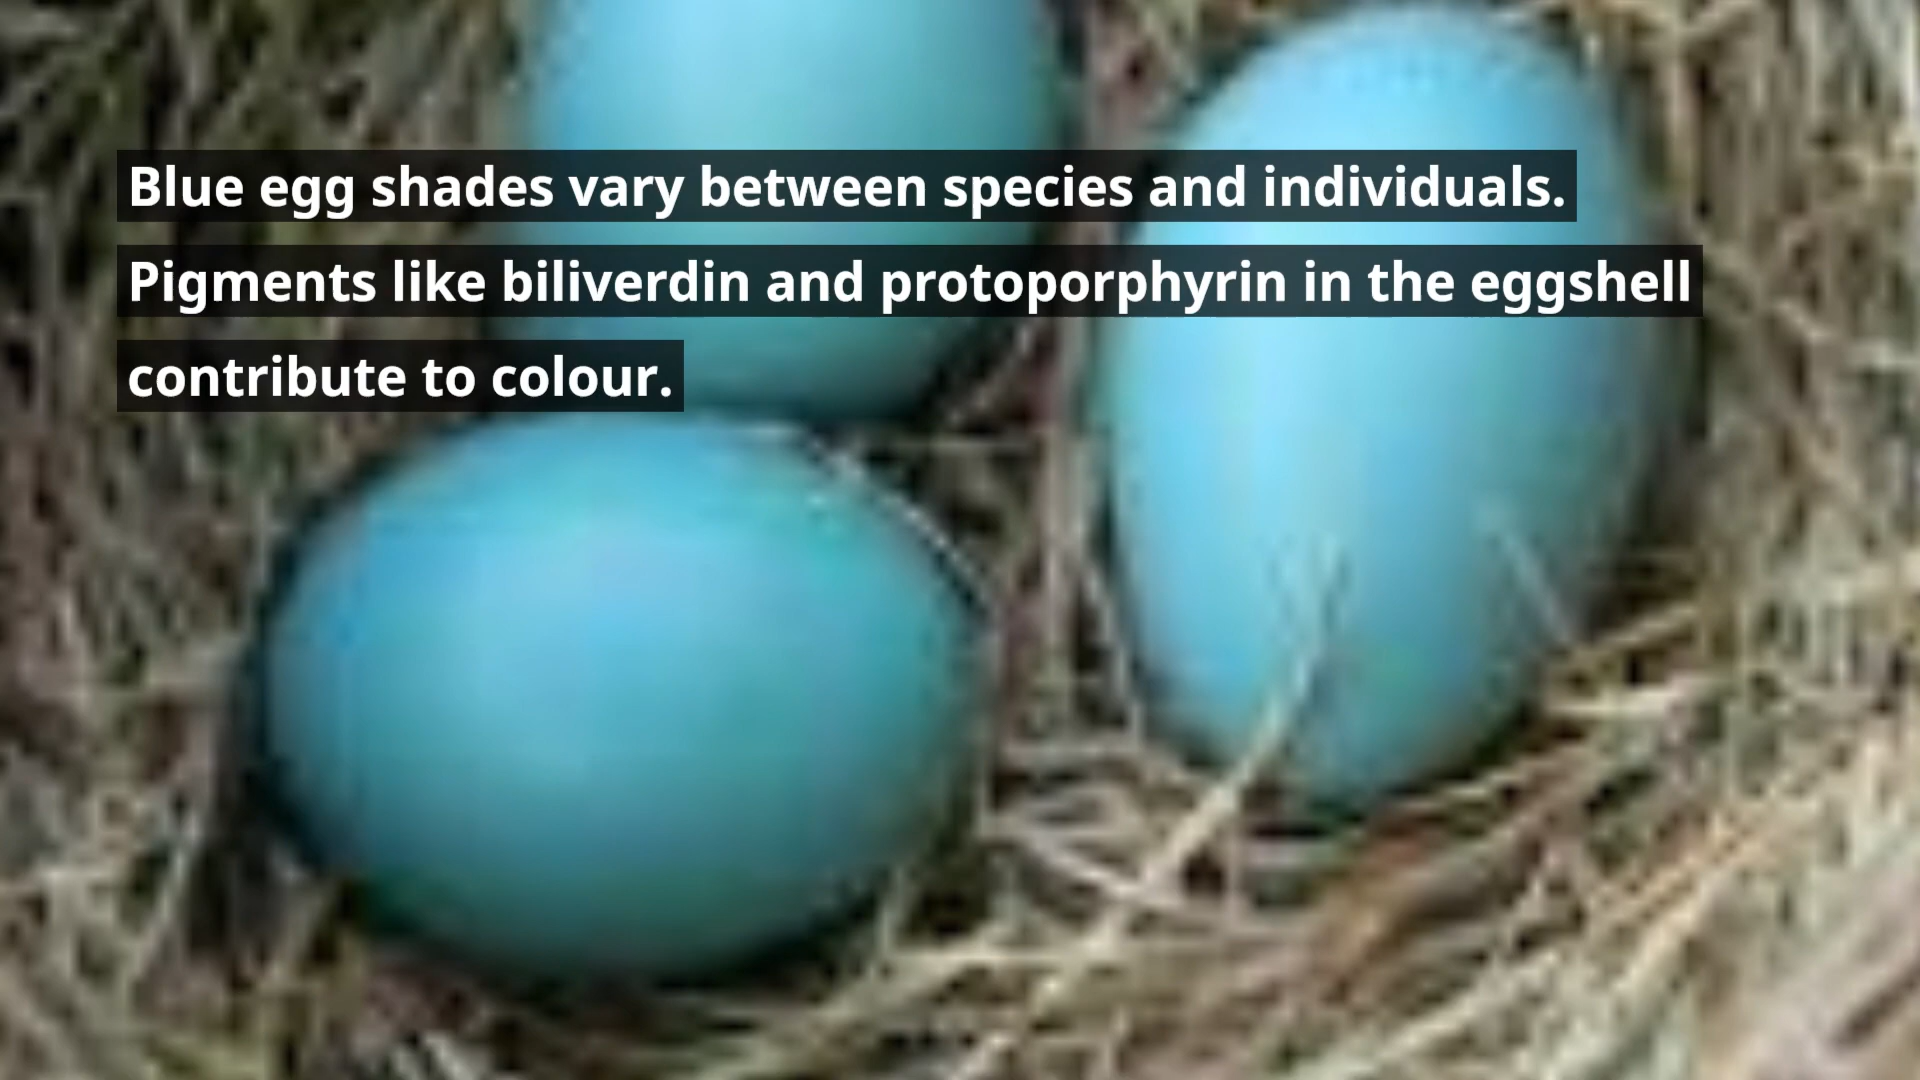 Blue egg shades vary between species and individuals.
Pigments like biliverdin and protoporphyrin in the eggshell
contribute to colour.